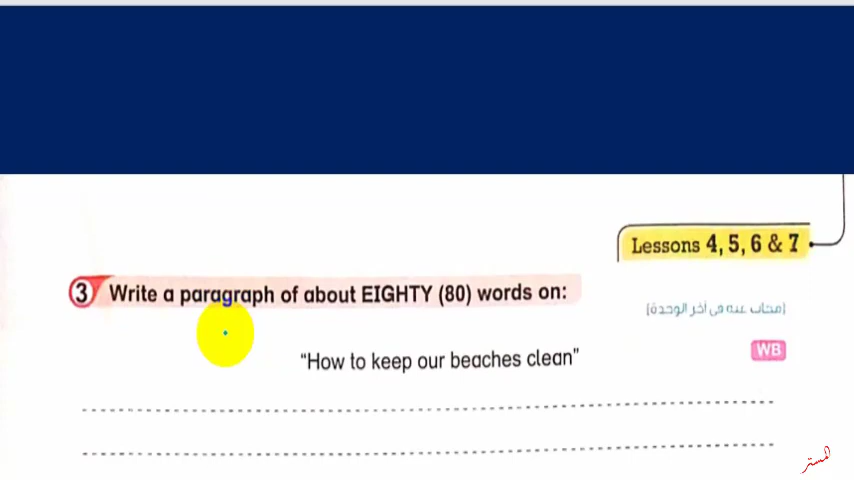 Lessons 4, 5, 6 & 7
3 Write a paragraph of about EIGHTY (80) words on:
[مجاب عنه في آخر الوحدة]
"How to keep our beaches clean"
WB
المستر